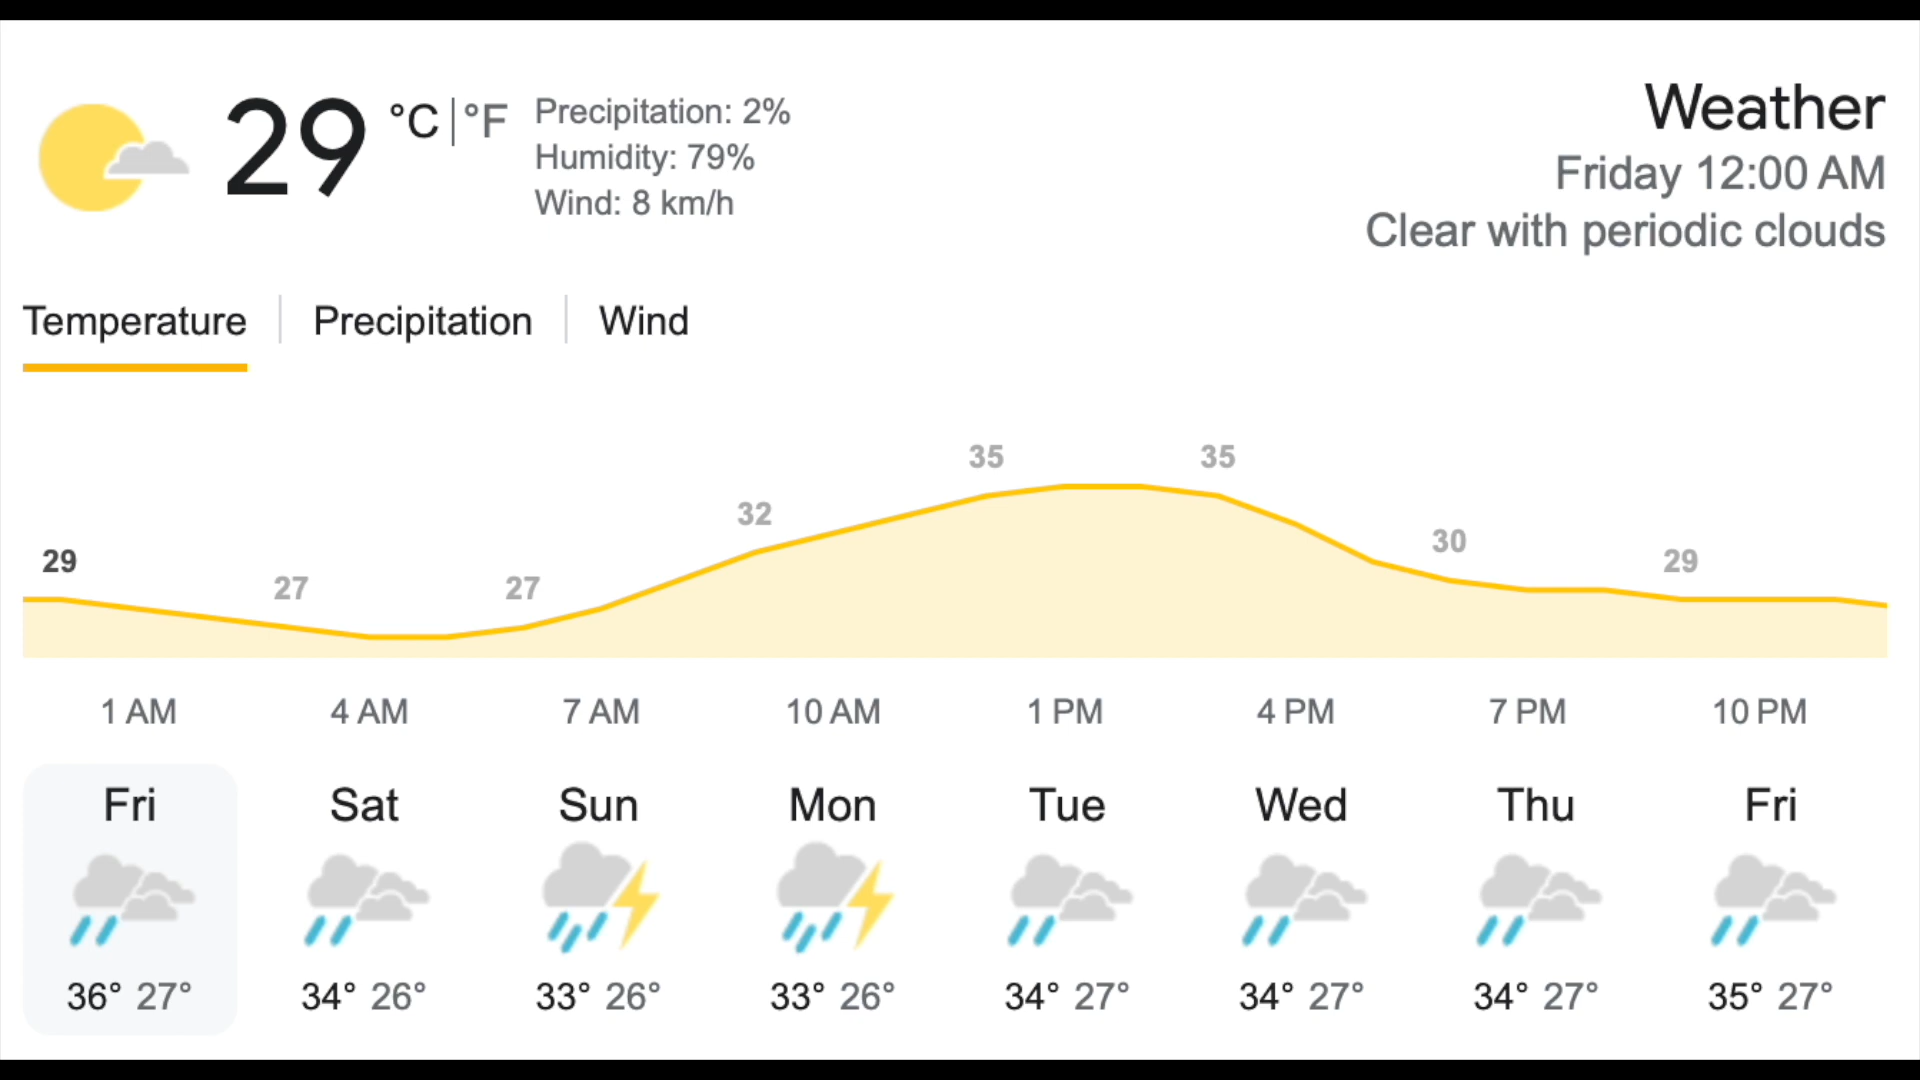 29 °C | °F
Precipitation: 2%
Humidity: 79%
Wind: 8 km/h
Weather
Friday 12:00 AM
Clear with periodic clouds
Temperature | Precipitation | Wind
29 27 27 32 35 35 30 29
1 AM 4 AM 7 AM 10 AM 1 PM 4 PM 7 PM 10 PM
Fri Sat Sun Mon Tue Wed Thu Fri
36° 27° 34° 26° 33° 26° 33° 26° 34° 27° 34° 27° 34° 27° 35° 27°